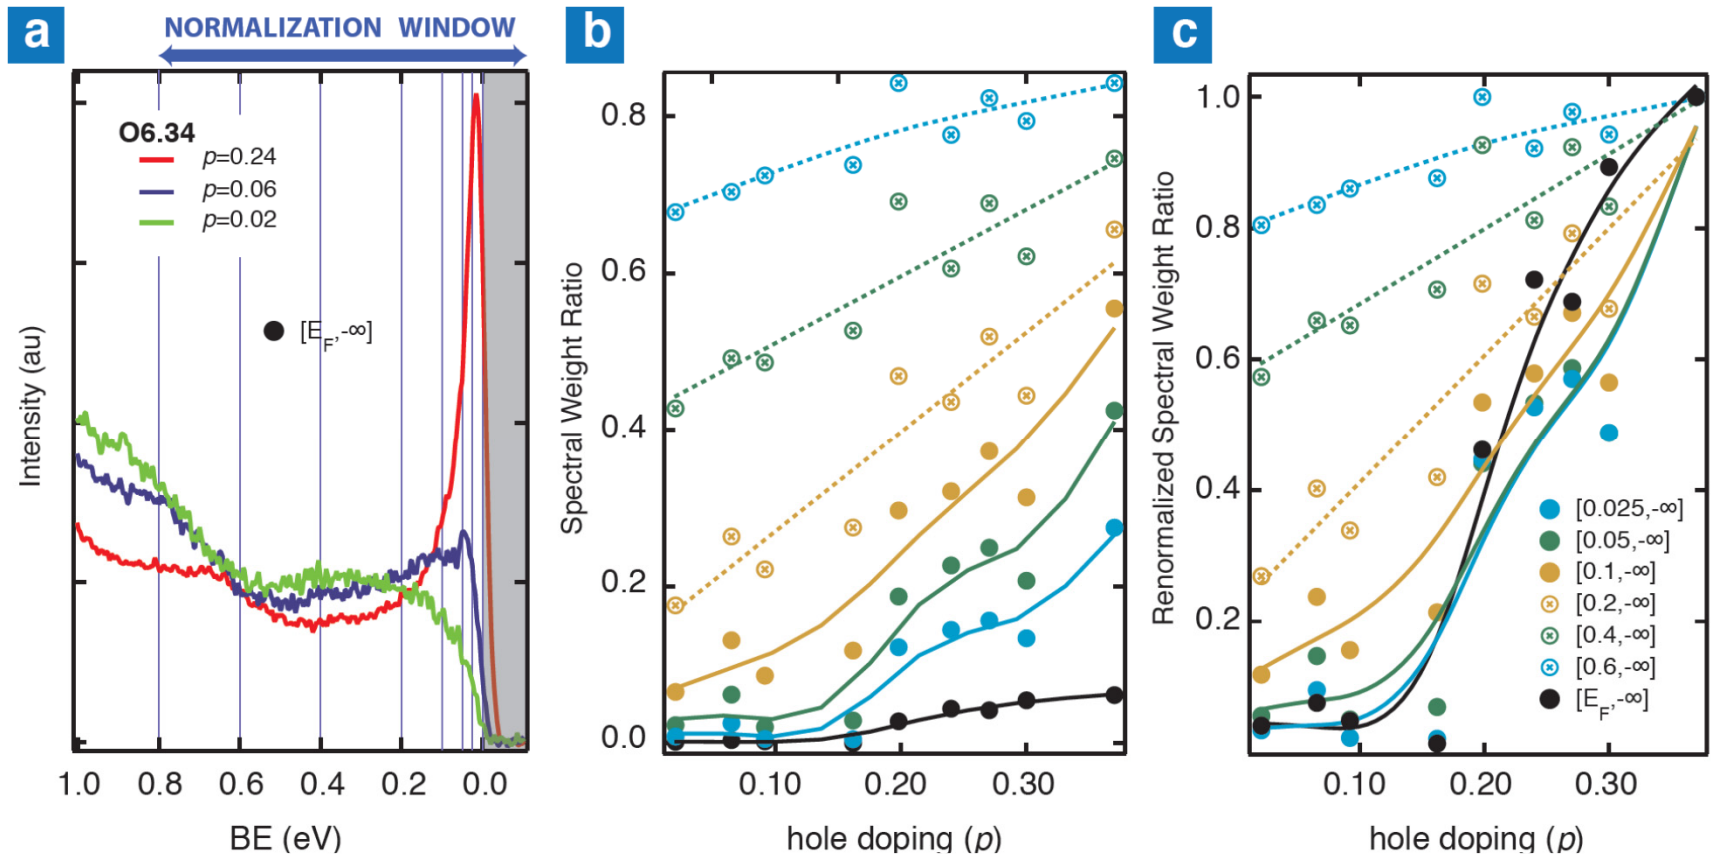 a
NORMALIZATION WINDOW
O6.34
p=0.24
p=0.06
p=0.02
[E_F,-∞]
Intensity (au)
1.0 0.8 0.6 0.4 0.2 0.0
BE (eV)
b
Spectral Weight Ratio
0.8
0.6
0.4
0.2
0.0
0.10 0.20 0.30
hole doping (p)
c
Renormalized Spectral Weight Ratio
1.0
0.8
0.6
0.4
0.2
[0.025,-∞]
[0.05,-∞]
[0.1,-∞]
[0.2,-∞]
[0.4,-∞]
[0.6,-∞]
[E_F,-∞]
0.10 0.20 0.30
hole doping (p)